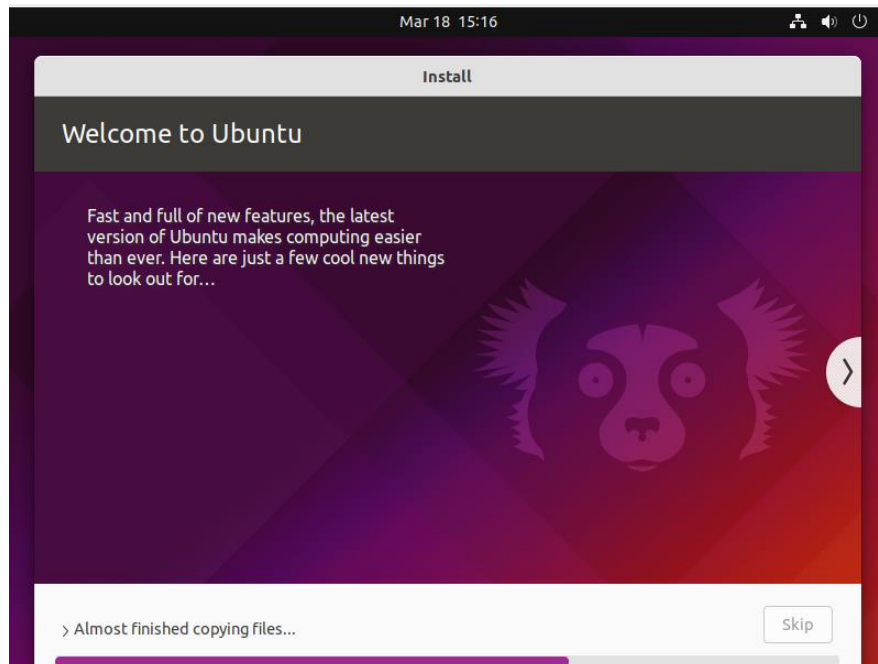 Mar 18 15:16
Install
Welcome to Ubuntu
Fast and full of new features, the latest
version of Ubuntu makes computing easier
than ever. Here are just a few cool new things
to look out for…
Almost finished copying files...
Skip